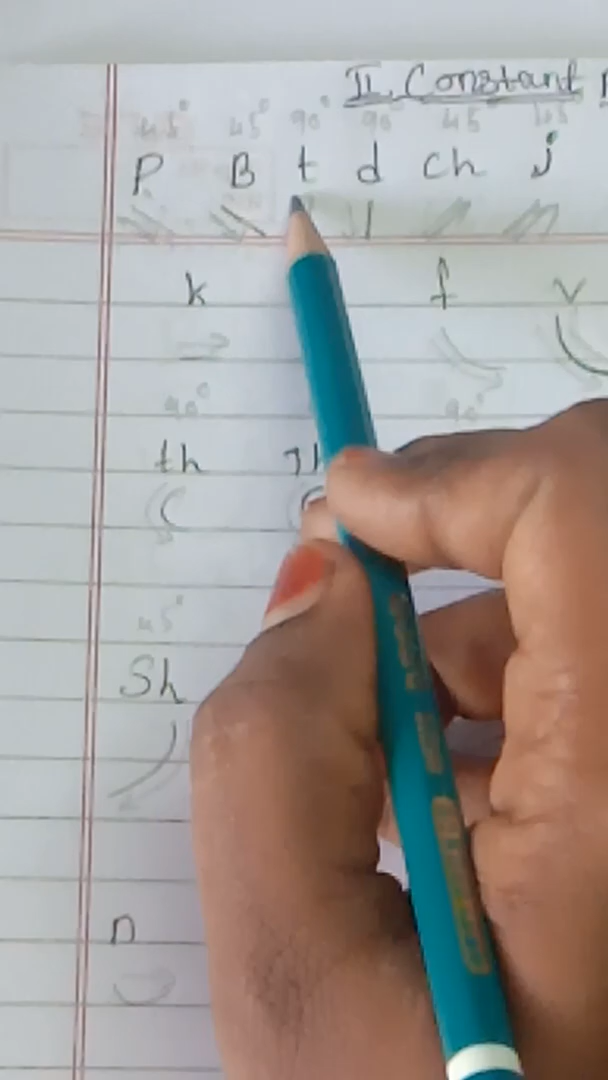 II. Constant
45° 45° 90° 90° 45° 45°
P B t d ch j
k f v
90° 90°
th
45°
Sh
n